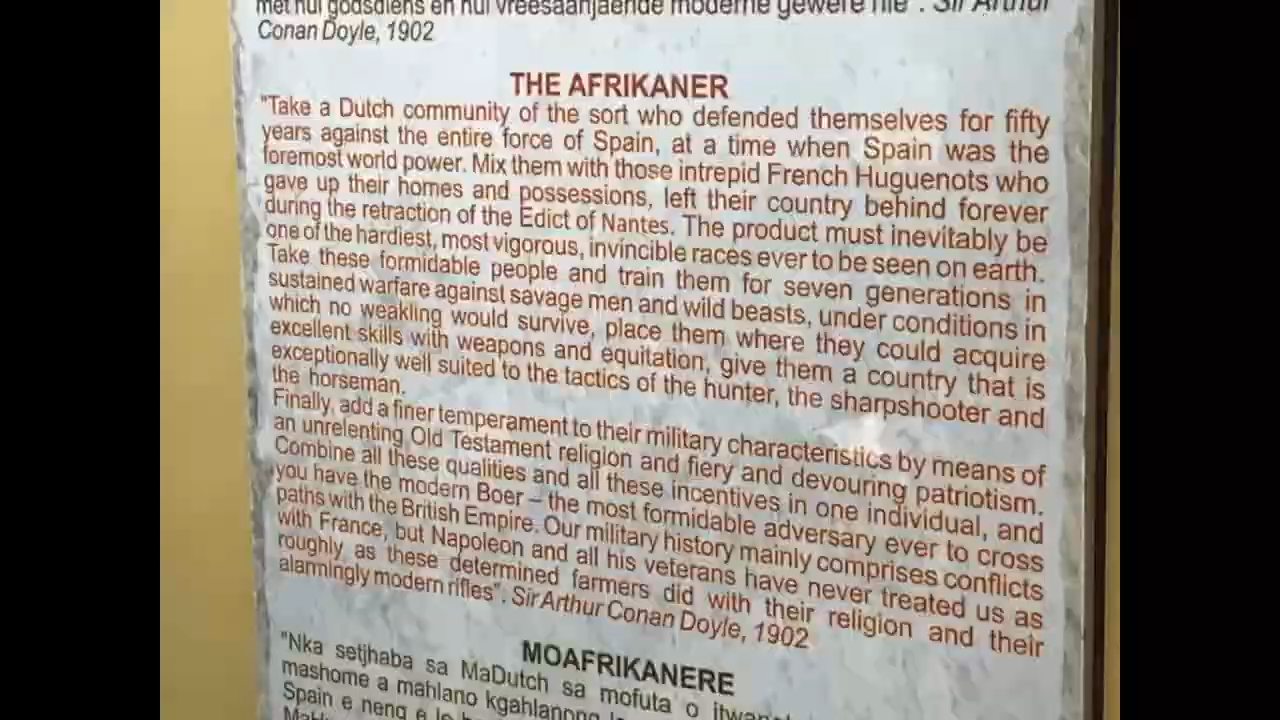 met hul godsdiens en hul vreesaanjaende moderne gewere nie". Sir Arthur
Conan Doyle, 1902
THE AFRIKANER
"Take a Dutch community of the sort who defended themselves for fifty
years against the entire force of Spain, at a time when Spain was the
foremost world power. Mix them with those intrepid French Huguenots who
gave up their homes and possessions, left their country behind forever
during the retraction of the Edict of Nantes. The product must inevitably be
one of the hardiest, most vigorous, invincible races ever to be seen on earth.
Take these formidable people and train them for seven generations in
sustained warfare against savage men and wild beasts, under conditions in
which no weakling would survive, place them where they could acquire
excellent skills with weapons and equitation, give them a country that is
exceptionally well suited to the tactics of the hunter, the sharpshooter and
the horseman.
Finally, add a finer temperament to their military characteristics by means of
an unrelenting Old Testament religion and fiery and devouring patriotism.
Combine all these qualities and all these incentives in one individual, and
you have the modern Boer – the most formidable adversary ever to cross
paths with the British Empire. Our military history mainly comprises conflicts
with France, but Napoleon and all his veterans have never treated us as
roughly, as these determined farmers did with their religion and their
alarmingly modern rifles". Sir Arthur Conan Doyle, 1902
MOAFRIKANERE
"Nka setjhaba sa MaDutch sa mofuta o
mashome a mahlano kgahlanong
Spain e neng e le